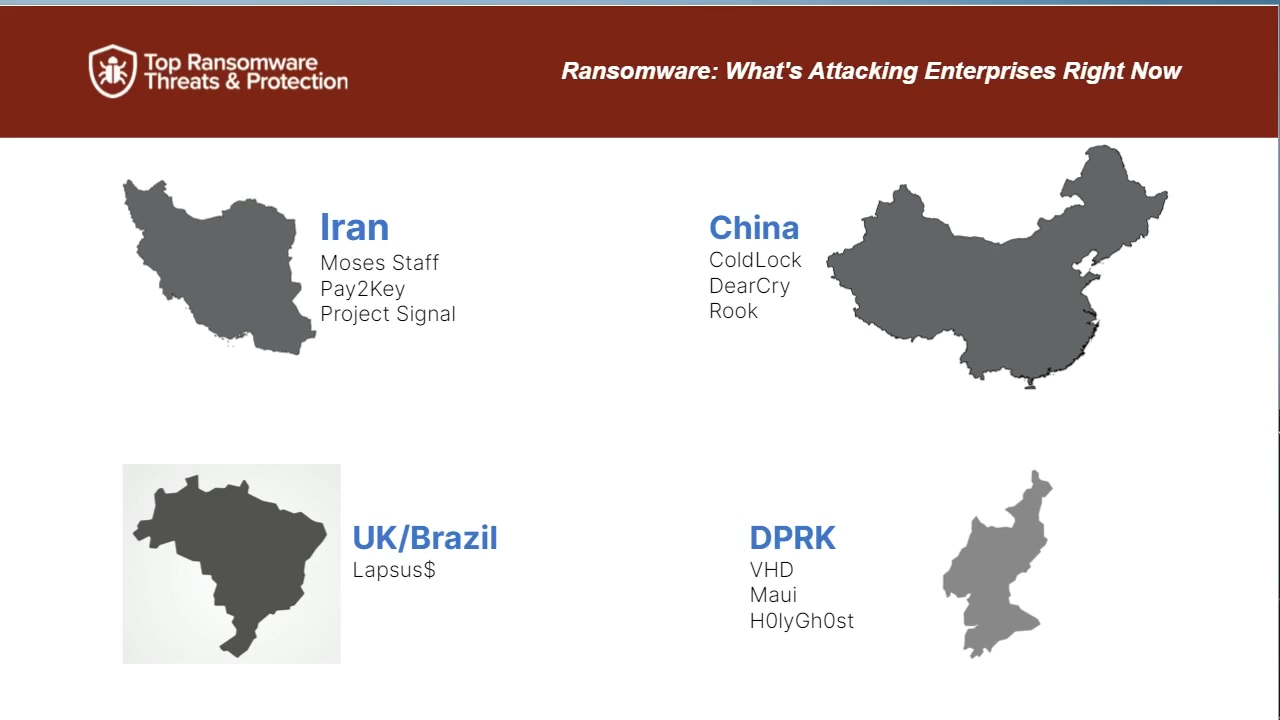 Top Ransomware
Threats & Protection
Ransomware: What's Attacking Enterprises Right Now
Iran
Moses Staff
Pay2Key
Project Signal
China
ColdLock
DearCry
Rook
UK/Brazil
Lapsus$
DPRK
VHD
Maui
H0lyGh0st